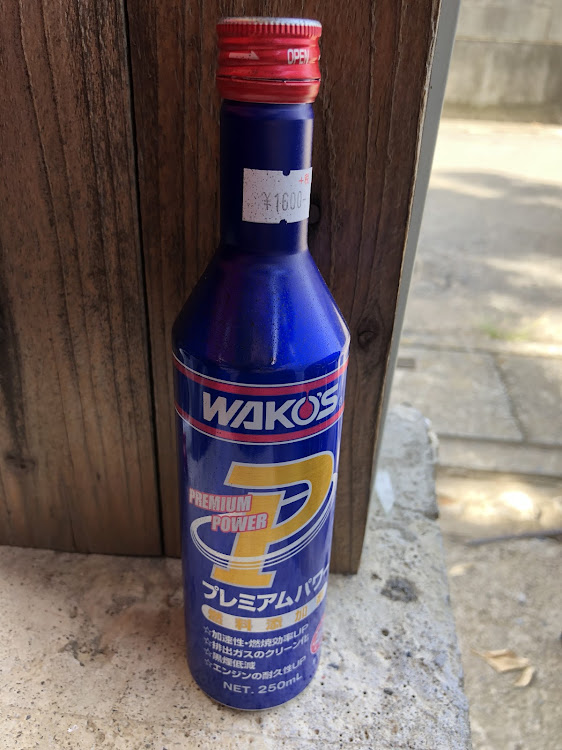 OPEN
¥1600-
WAKO'S
P
PREMIUM
POWER
プレミアムパワー
燃料添加
☆加速性・燃焼効率UP
☆排出ガスのクリーン化
☆黒煙低減
☆エンジンの耐久性UP
NET. 250mL